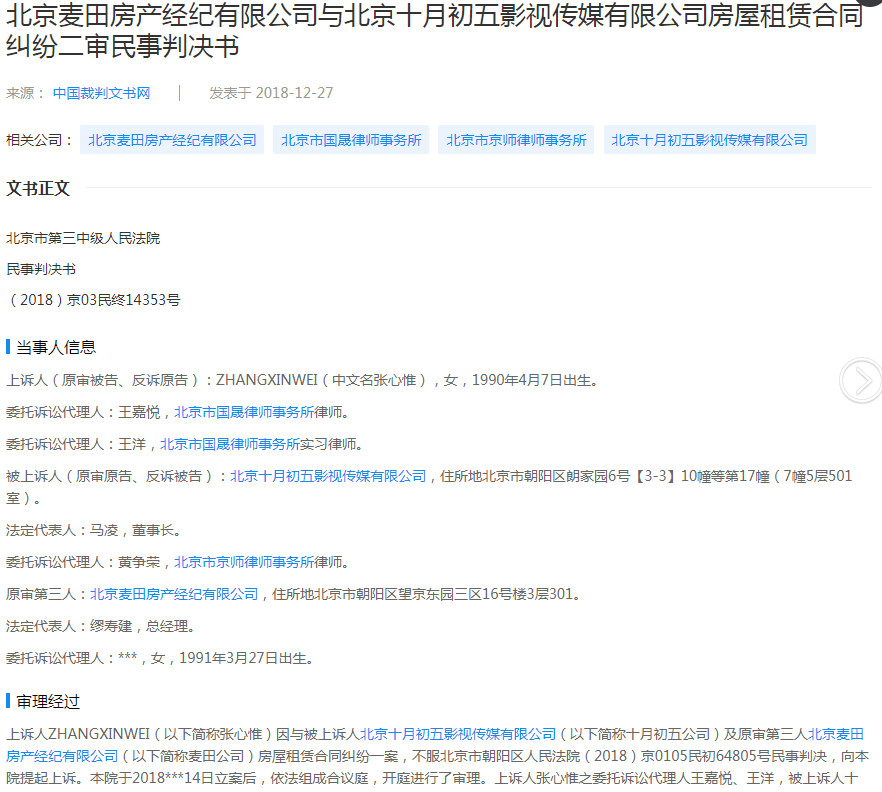 北京麦田房产经纪有限公司与北京十月初五影视传媒有限公司房屋租赁合同
纠纷二审民事判决书
来源： 中国裁判文书网 ｜ 发表于 2018-12-27
相关公司： 北京麦田房产经纪有限公司 北京市国晟律师事务所 北京市京师律师事务所 北京十月初五影视传媒有限公司
文书正文
北京市第三中级人民法院
民事判决书
（2018）京03民终14353号
当事人信息
上诉人（原审被告、反诉原告）：ZHANGXINWEI（中文名张心惟），女，1990年4月7日出生。
委托诉讼代理人：王嘉悦，北京市国晟律师事务所律师。
委托诉讼代理人：王洋，北京市国晟律师事务所实习律师。
被上诉人（原审原告、反诉被告）：北京十月初五影视传媒有限公司，住所地北京市朝阳区朗家园6号【3-3】10幢等第17幢（7幢5层501
室）。
法定代表人：马凌，董事长。
委托诉讼代理人：黄争荣，北京市京师律师事务所律师。
原审第三人：北京麦田房产经纪有限公司，住所地北京市朝阳区望京东园三区16号楼3层301。
法定代表人：缪寿建，总经理。
委托诉讼代理人：***，女，1991年3月27日出生。
审理经过
上诉人ZHANGXINWEI（以下简称张心惟）因与被上诉人北京十月初五影视传媒有限公司（以下简称十月初五公司）及原审第三人北京麦田
房产经纪有限公司（以下简称麦田公司）房屋租赁合同纠纷一案，不服北京市朝阳区人民法院（2018）京0105民初64805号民事判决，向本
院提起上诉。本院于2018***14日立案后，依法组成合议庭，开庭进行了审理。上诉人张心惟之委托诉讼代理人王嘉悦、王洋，被上诉人十